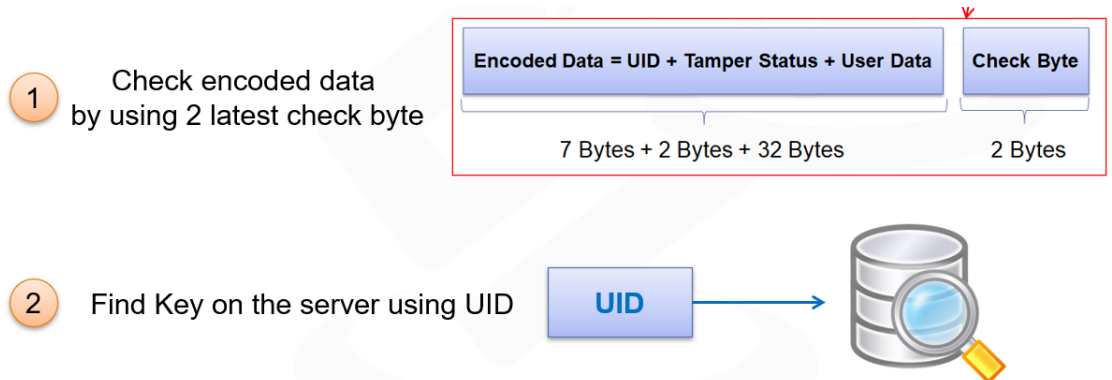 1
Check encoded data
by using 2 latest check byte
Encoded Data = UID + Tamper Status + User Data
Check Byte
7 Bytes + 2 Bytes + 32 Bytes
2 Bytes
2
Find Key on the server using UID
UID